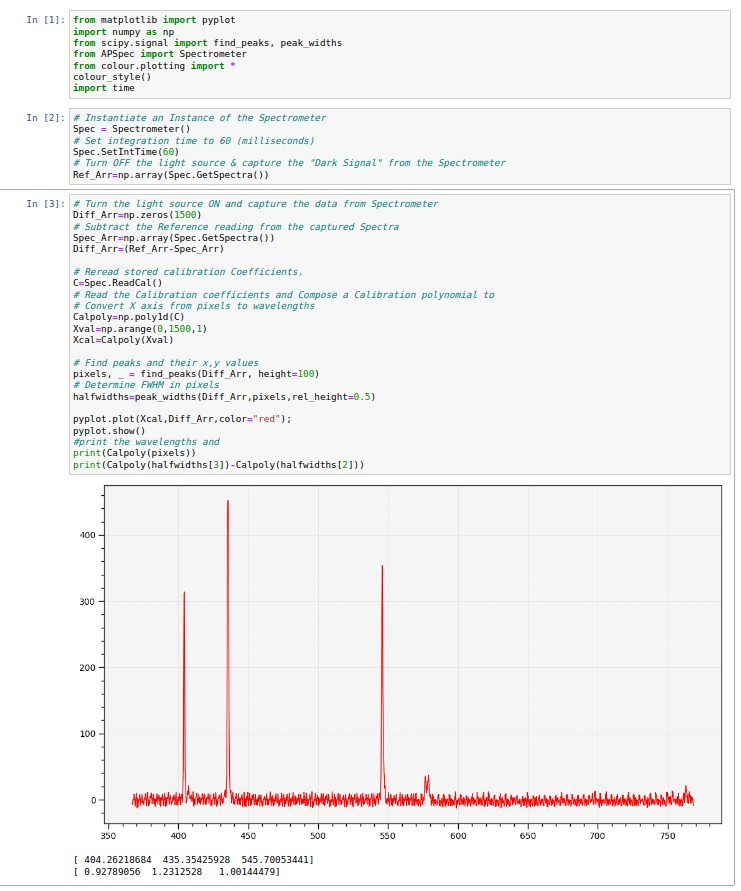 In [1]: from matplotlib import pyplot
import numpy as np
from scipy.signal import find_peaks, peak_widths
from APSpec import Spectrometer
from colour.plotting import *
colour_style()
import time
In [2]: # Instantiate an Instance of the Spectrometer
Spec = Spectrometer()
# Set integration time to 60 (milliseconds)
Spec.SetIntTime(60)
# Turn OFF the light source & capture the "Dark Signal" from the Spectrometer
Ref_Arr=np.array(Spec.GetSpectra())
In [3]: # Turn the light source ON and capture the data from Spectrometer
Diff_Arr=np.zeros(1500)
# Subtract the Reference reading from the captured Spectra
Spec_Arr=np.array(Spec.GetSpectra())
Diff_Arr=(Ref_Arr-Spec_Arr)
# Reread stored calibration Coefficients.
C=Spec.ReadCal()
# Read the Calibration coefficients and Compose a Calibration polynomial to
# Convert X axis from pixels to wavelengths
Calpoly=np.poly1d(C)
Xval=np.arange(0,1500,1)
Xcal=Calpoly(Xval)
# Find peaks and their x,y values
pixels, _ = find_peaks(Diff_Arr, height=100)
# Determine FWHM in pixels
halfwidths=peak_widths(Diff_Arr,pixels,rel_height=0.5)
pyplot.plot(Xcal,Diff_Arr,color="red");
pyplot.show()
#print the wavelengths and
print(Calpoly(pixels))
print(Calpoly(halfwidths[3])-Calpoly(halfwidths[2]))
400
300
200
100
0
350 400 450 500 550 600 650 700 750
[ 404.26218684 435.35425928 545.70053441]
[ 0.92789056 1.2312528 1.00144479]